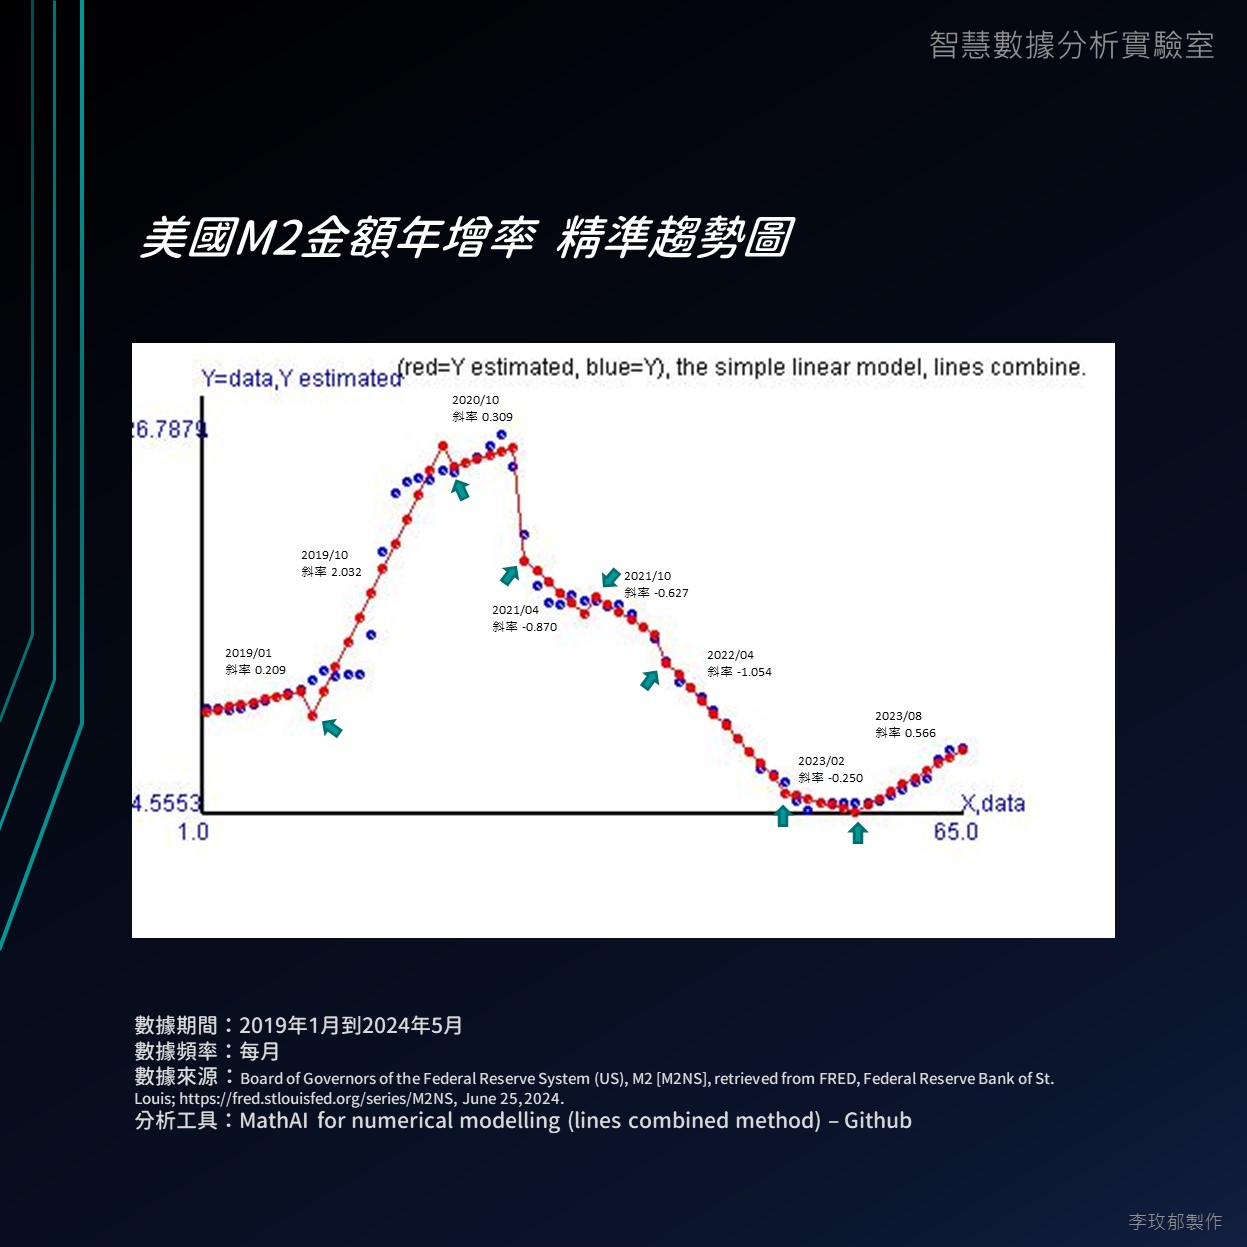 智慧數據分析實驗室
美國M2金額年增率 精準趨勢圖
Y=data,Y estimated
(red=Y estimated, blue=Y), the simple linear model, lines combine.
26.7879
2020/10
斜率 0.309
2019/10
斜率 2.032
2021/10
斜率 -0.627
2021/04
斜率 -0.870
2019/01
斜率 0.209
2022/04
斜率 -1.054
2023/08
斜率 0.566
2023/02
斜率 -0.250
4.5553
X,data
1.0
65.0
數據期間：2019年1月到2024年5月
數據頻率：每月
數據來源：Board of Governors of the Federal Reserve System (US), M2 [M2NS], retrieved from FRED, Federal Reserve Bank of St.
Louis; https://fred.stlouisfed.org/series/M2NS, June 25, 2024.
分析工具：MathAI for numerical modelling (lines combined method) – Github
李玫郁製作